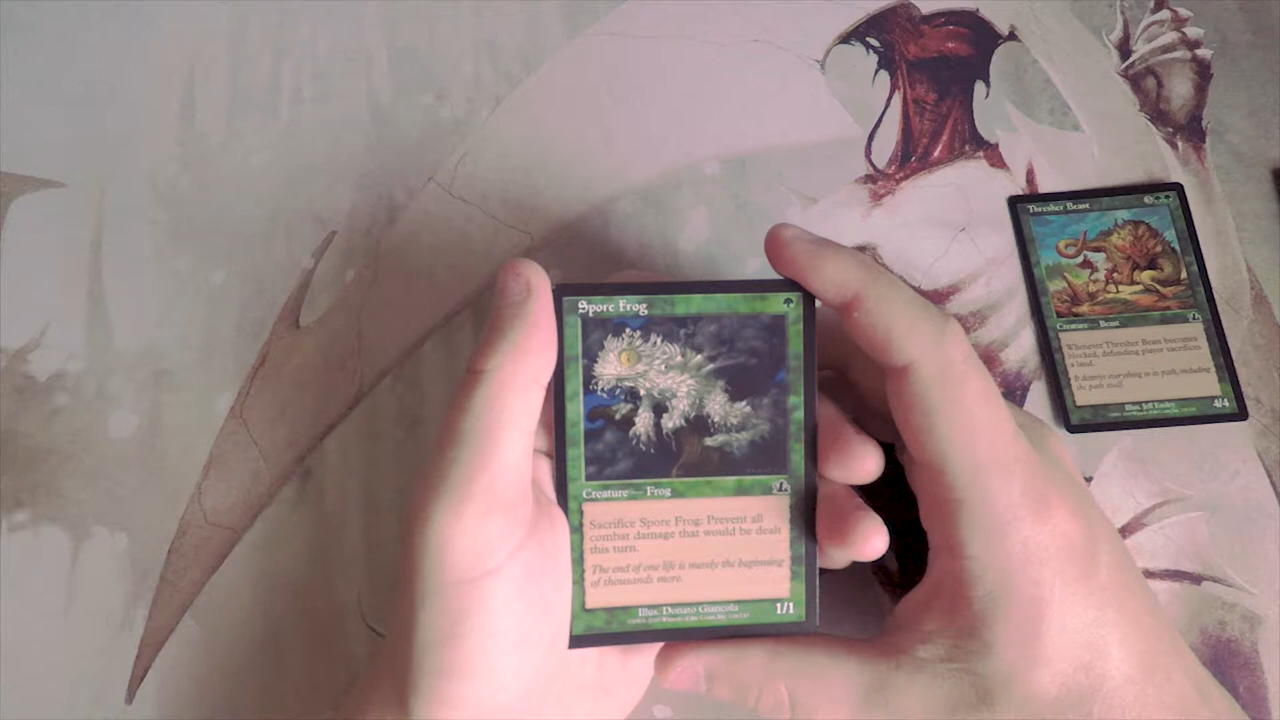 Spore Frog
Creature — Frog
Sacrifice Spore Frog: Prevent all
combat damage that would be dealt
this turn.
The end of one life is merely the beginning
of thousands more.
Illus. Donato Giancola
1/1
Thresher Beast
Creature — Beast
Whenever Thresher Beast becomes
blocked, defending player sacrifices
a land.
It destroys everything in its path, including
the path itself.
Illus. Jeff Easley
4/4